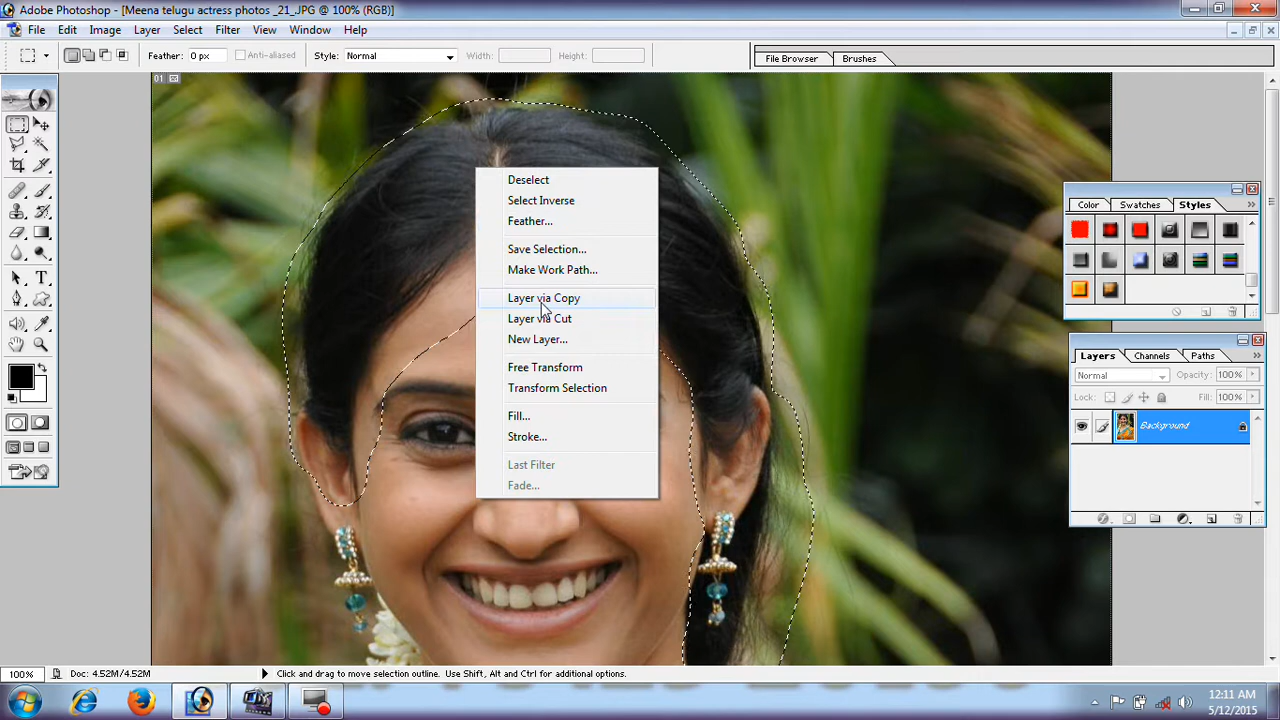 Adobe Photoshop - [Meena telugu actress photos _21_JPG @ 100% (RGB)]
File Edit Image Layer Select Filter View Window Help
Feather: 0 px Anti-aliased Style: Normal Width: Height: File Browser Brushes
01
Deselect
Select Inverse
Feather...
Save Selection...
Make Work Path...
Layer via Copy
Layer via Cut
New Layer...
Free Transform
Transform Selection
Fill...
Stroke...
Last Filter
Fade...
Color Swatches Styles
Layers Channels Paths
Normal Opacity: 100%
Lock: Fill: 100%
Background
100% Doc: 4.52M/4.52M Click and drag to move selection outline. Use Shift, Alt and Ctrl for additional options.
12:11 AM
5/12/2015